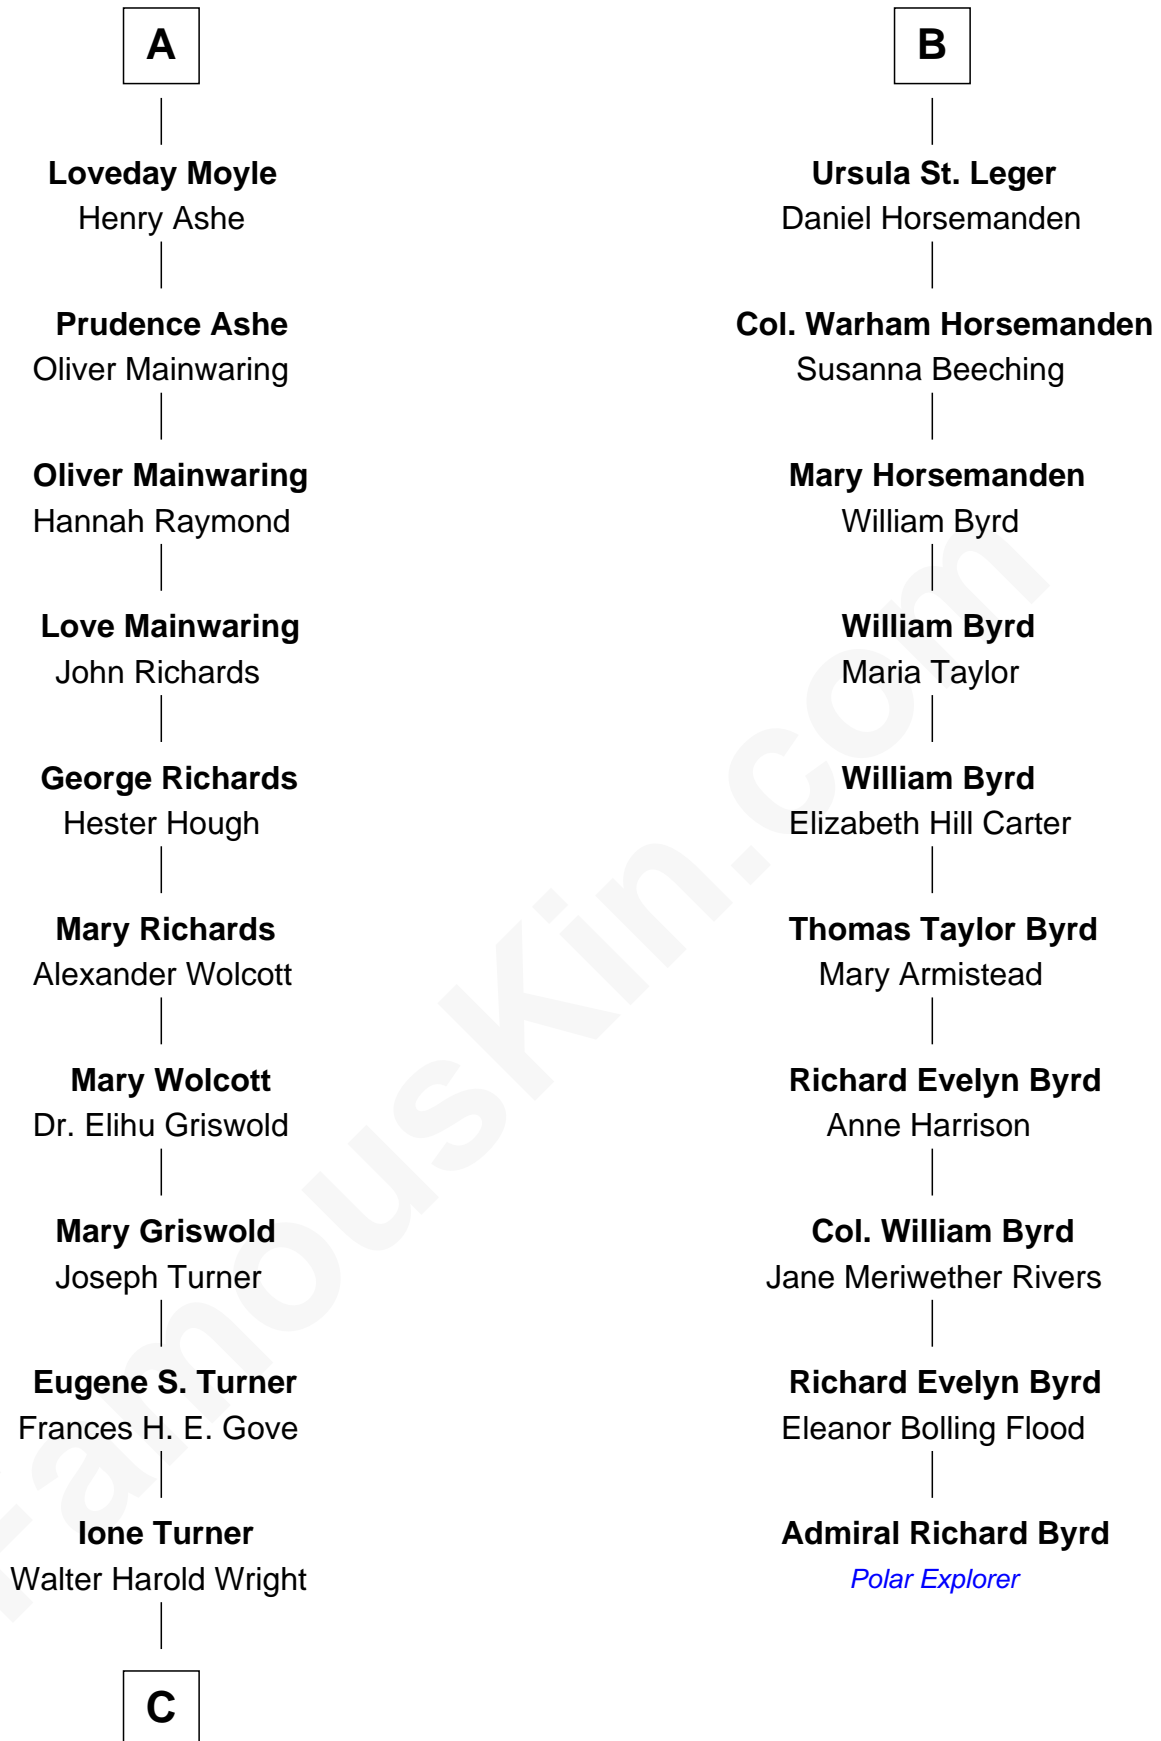 A
Loveday Moyle
Henry Ashe
Prudence Ashe
Oliver Mainwaring
Oliver Mainwaring
Hannah Raymond
Love Mainwaring
John Richards
George Richards
Hester Hough
Mary Richards
Alexander Wolcott
Mary Wolcott
Dr. Elihu Griswold
Mary Griswold
Joseph Turner
Eugene S. Turner
Frances H. E. Gove
Ione Turner
Walter Harold Wright
C
B
Ursula St. Leger
Daniel Horsemanden
Col. Warham Horsemanden
Susanna Beeching
Mary Horsemanden
William Byrd
William Byrd
Maria Taylor
William Byrd
Elizabeth Hill Carter
Thomas Taylor Byrd
Mary Armistead
Richard Evelyn Byrd
Anne Harrison
Col. William Byrd
Jane Meriwether Rivers
Richard Evelyn Byrd
Eleanor Bolling Flood
Admiral Richard Byrd
Polar Explorer
FamousKin.com